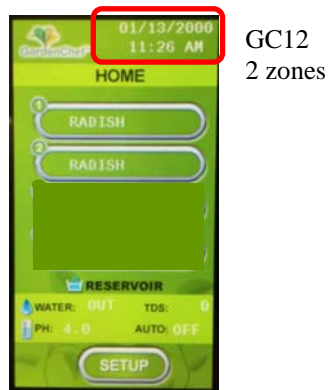 01/13/2000
GardenChef
11:26 AM
HOME
1
RADISH
2
RADISH
RESERVOIR
WATER: OUT TDS: 0
PH: 4.0 AUTO: OFF
SETUP
GC12
2 zones